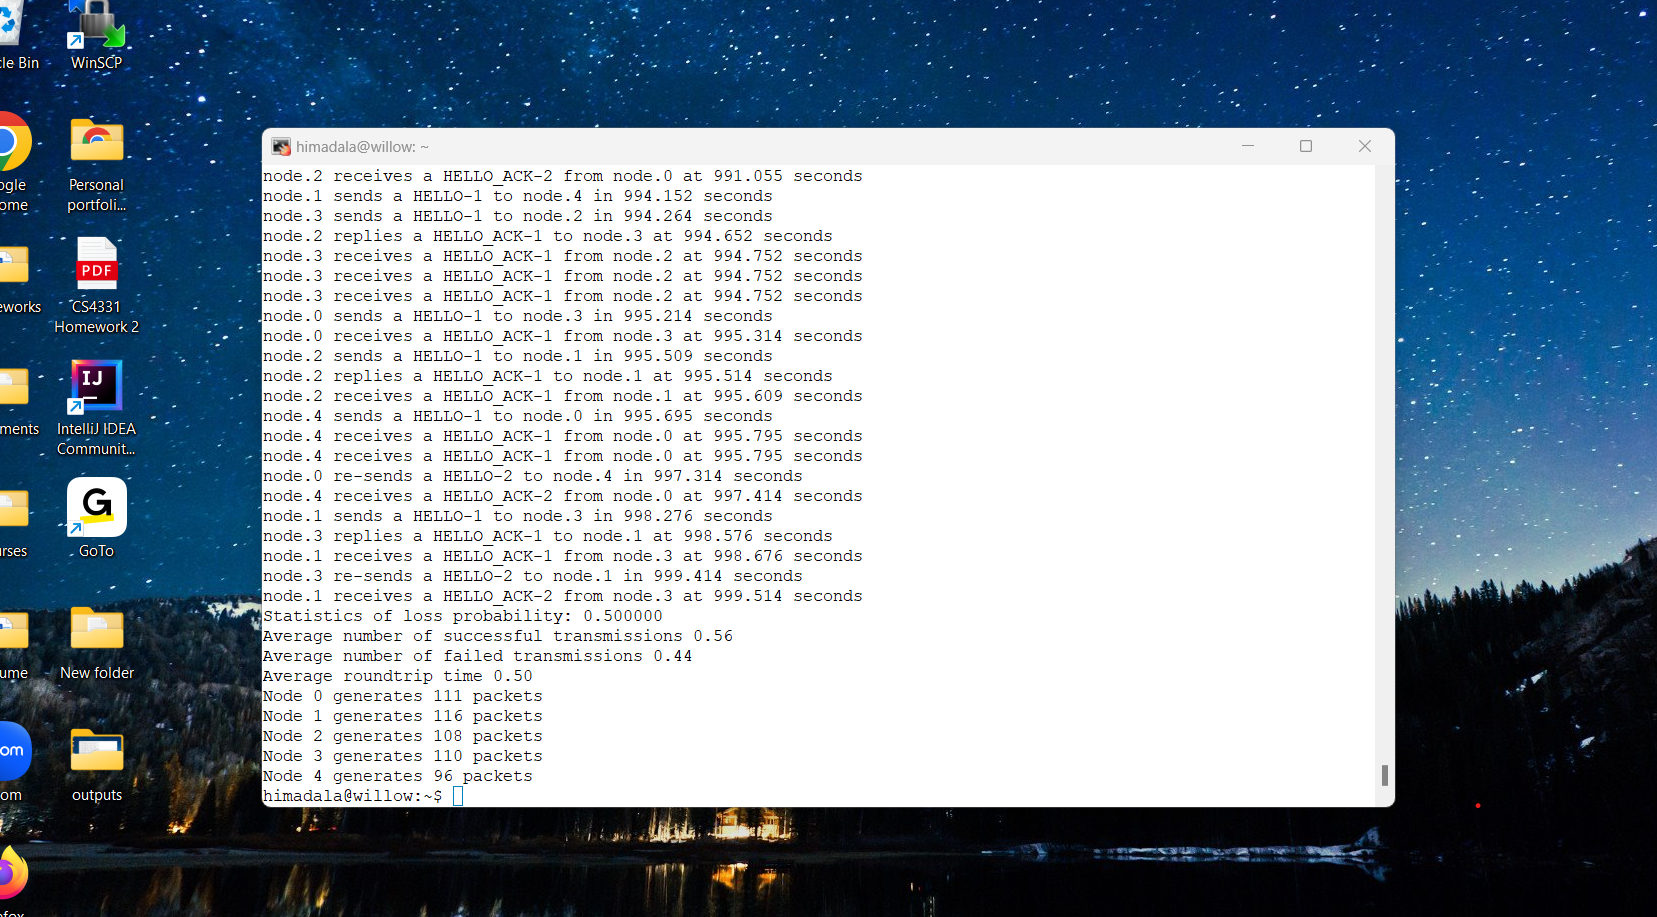 cle Bin
WinSCP
ogle
ome
Personal
portfoli...
eworks
PDF
CS4331
Homework 2
ments
IJ
IntelliJ IDEA
Communit...
rses
G
GoTo
ume
New folder
om
om
outputs
efox
himadala@willow: ~
node.2 receives a HELLO_ACK-2 from node.0 at 991.055 seconds
node.1 sends a HELLO-1 to node.4 in 994.152 seconds
node.3 sends a HELLO-1 to node.2 in 994.264 seconds
node.2 replies a HELLO_ACK-1 to node.3 at 994.652 seconds
node.3 receives a HELLO_ACK-1 from node.2 at 994.752 seconds
node.3 receives a HELLO_ACK-1 from node.2 at 994.752 seconds
node.3 receives a HELLO_ACK-1 from node.2 at 994.752 seconds
node.0 sends a HELLO-1 to node.3 in 995.214 seconds
node.0 receives a HELLO_ACK-1 from node.3 at 995.314 seconds
node.2 sends a HELLO-1 to node.1 in 995.509 seconds
node.2 replies a HELLO_ACK-1 to node.1 at 995.514 seconds
node.2 receives a HELLO_ACK-1 from node.1 at 995.609 seconds
node.4 sends a HELLO-1 to node.0 in 995.695 seconds
node.4 receives a HELLO_ACK-1 from node.0 at 995.795 seconds
node.4 receives a HELLO_ACK-1 from node.0 at 995.795 seconds
node.0 re-sends a HELLO-2 to node.4 in 997.314 seconds
node.4 receives a HELLO_ACK-2 from node.0 at 997.414 seconds
node.1 sends a HELLO-1 to node.3 in 998.276 seconds
node.3 replies a HELLO_ACK-1 to node.1 at 998.576 seconds
node.1 receives a HELLO_ACK-1 from node.3 at 998.676 seconds
node.3 re-sends a HELLO-2 to node.1 in 999.414 seconds
node.1 receives a HELLO_ACK-2 from node.3 at 999.514 seconds
Statistics of loss probability: 0.500000
Average number of successful transmissions 0.56
Average number of failed transmissions 0.44
Average roundtrip time 0.50
Node 0 generates 111 packets
Node 1 generates 116 packets
Node 2 generates 108 packets
Node 3 generates 110 packets
Node 4 generates 96 packets
himadala@willow:~$